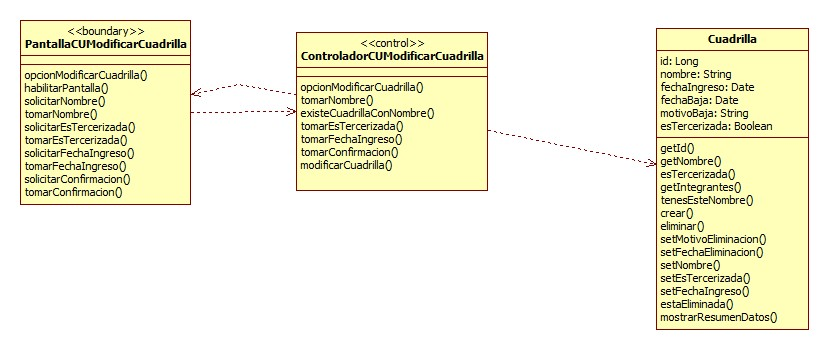 <<boundary>>
PantallaCUModificarCuadrilla
opcionModificarCuadrilla()
habilitarPantalla()
solicitarNombre()
tomarNombre()
solicitarEsTercerizada()
tomarEsTercerizada()
solicitarFechaIngreso()
tomarFechaIngreso()
solicitarConfirmacion()
tomarConfirmacion()
<<control>>
ControladorCUModificarCuadrilla
opcionModificarCuadrilla()
tomarNombre()
existeCuadrillaConNombre()
tomarEsTercerizada()
tomarFechaIngreso()
tomarConfirmacion()
modificarCuadrilla()
Cuadrilla
id: Long
nombre: String
fechaIngreso: Date
fechaBaja: Date
motivoBaja: String
esTercerizada: Boolean
getId()
getNombre()
esTercerizada()
getIntegrantes()
tenesEsteNombre()
crear()
eliminar()
setMotivoEliminacion()
setFechaEliminacion()
setNombre()
setEsTercerizada()
setFechaIngreso()
estaEliminada()
mostrarResumenDatos()